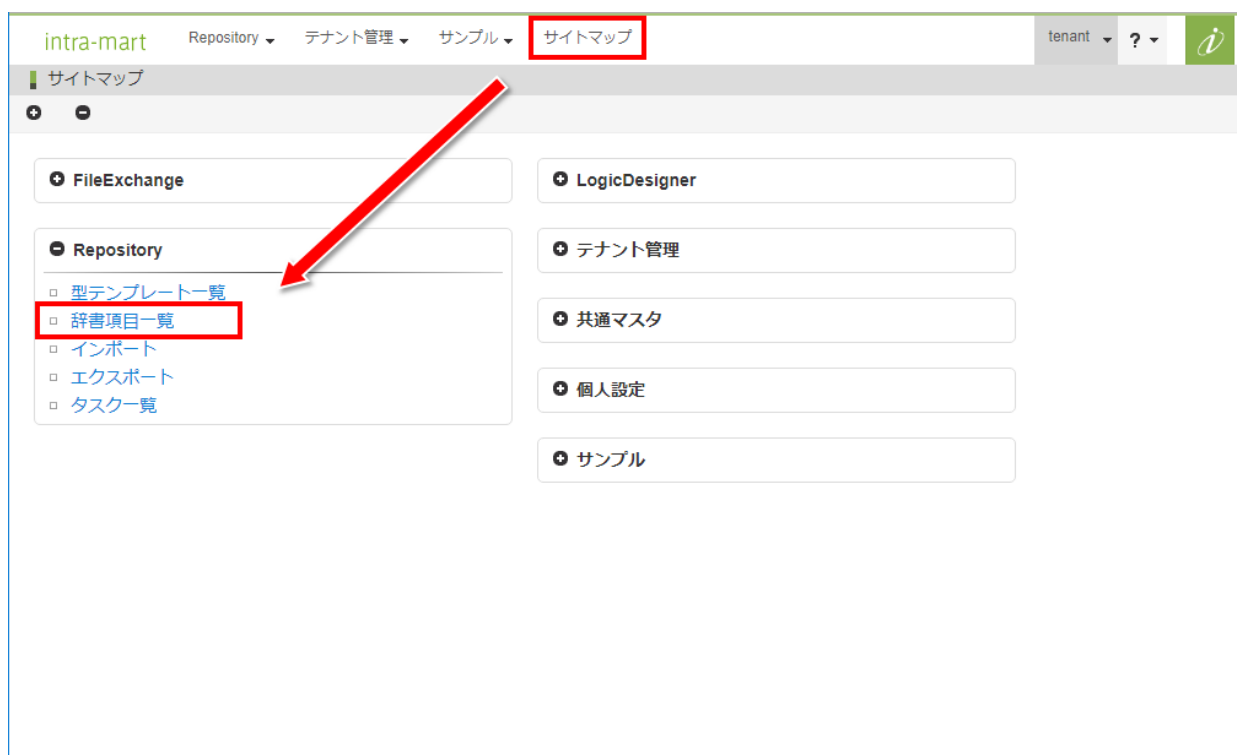 intra-mart Repository テナント管理 サンプル サイトマップ tenant ? i
サイトマップ
FileExchange
Repository
型テンプレート一覧
辞書項目一覧
インポート
エクスポート
タスク一覧
LogicDesigner
テナント管理
共通マスタ
個人設定
サンプル